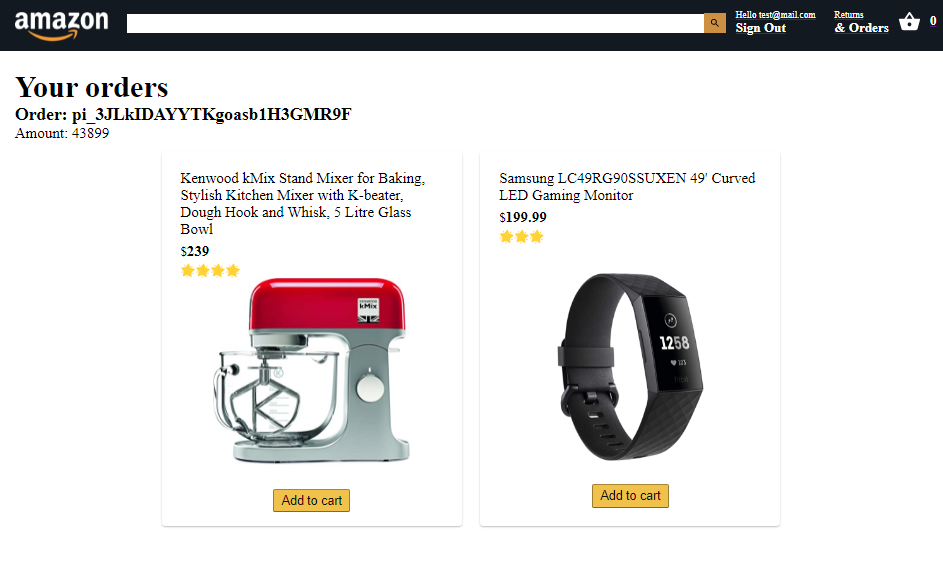 amazon
Hello test@mail.com
Sign Out
Returns
& Orders
0
Your orders
Order: pi_3JLkIDAYYTKgoasb1H3GMR9F
Amount: 43899
Kenwood kMix Stand Mixer for Baking,
Stylish Kitchen Mixer with K-beater,
Dough Hook and Whisk, 5 Litre Glass
Bowl
$239
kMix
Add to cart
Samsung LC49RG90SSUXEN 49' Curved
LED Gaming Monitor
$199.99
1258
123
fitbit
Add to cart